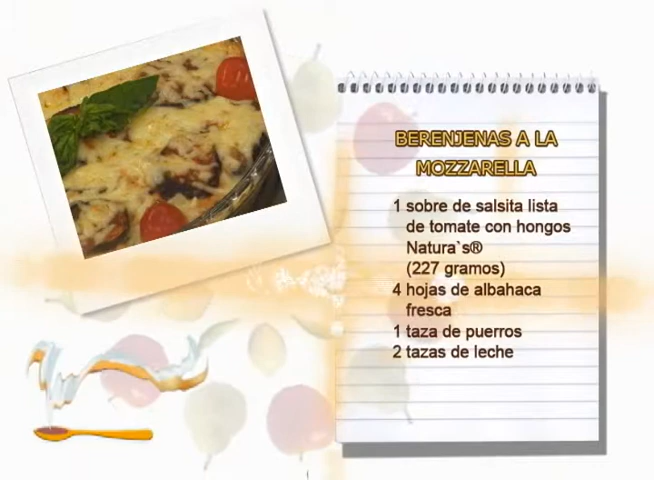 BERENJENAS A LA
MOZZARELLA
1 sobre de salsita lista
de tomate con hongos
Natura`s®
(227 gramos)
4 hojas de albahaca
fresca
1 taza de puerros
2 tazas de leche